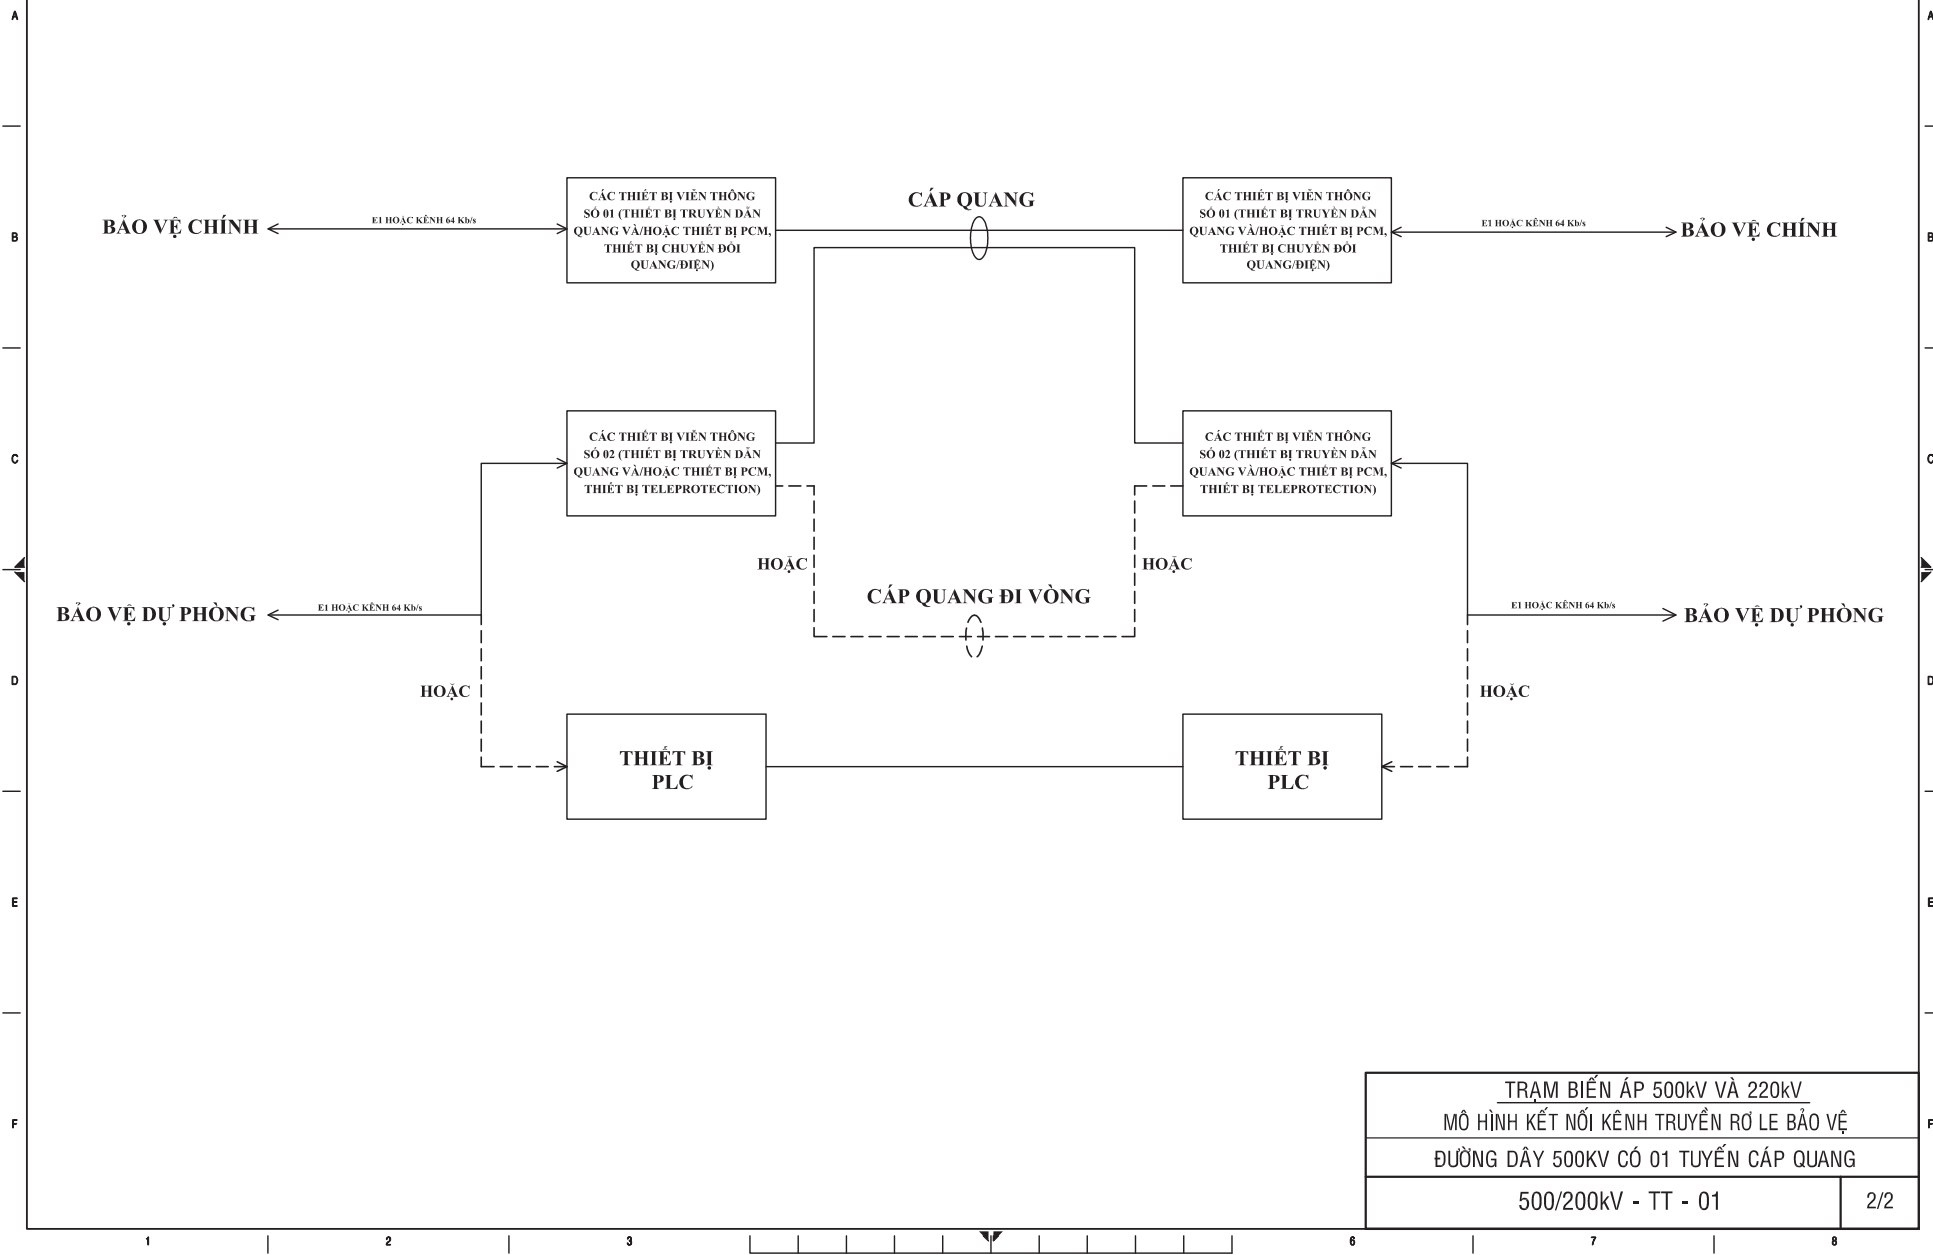 A
A
CÁC THIẾT BỊ VIỄN THÔNG
SỐ 01 (THIẾT BỊ TRUYỀN DẪN
QUANG VÀ/HOẶC THIẾT BỊ PCM,
THIẾT BỊ CHUYỂN ĐỔI
QUANG/ĐIỆN)
CÁP QUANG
CÁC THIẾT BỊ VIỄN THÔNG
SỐ 01 (THIẾT BỊ TRUYỀN DẪN
QUANG VÀ/HOẶC THIẾT BỊ PCM,
THIẾT BỊ CHUYỂN ĐỔI
QUANG/ĐIỆN)
B
BẢO VỆ CHÍNH
E1 HOẶC KÊNH 64 Kb/s
E1 HOẶC KÊNH 64 Kb/s
BẢO VỆ CHÍNH
B
C
CÁC THIẾT BỊ VIỄN THÔNG
SỐ 02 (THIẾT BỊ TRUYỀN DẪN
QUANG VÀ/HOẶC THIẾT BỊ PCM,
THIẾT BỊ TELEPROTECTION)
CÁC THIẾT BỊ VIỄN THÔNG
SỐ 02 (THIẾT BỊ TRUYỀN DẪN
QUANG VÀ/HOẶC THIẾT BỊ PCM,
THIẾT BỊ TELEPROTECTION)
C
HOẶC
HOẶC
CÁP QUANG ĐI VÒNG
BẢO VỆ DỰ PHÒNG
E1 HOẶC KÊNH 64 Kb/s
E1 HOẶC KÊNH 64 Kb/s
BẢO VỆ DỰ PHÒNG
D
HOẶC
HOẶC
D
THIẾT BỊ
PLC
THIẾT BỊ
PLC
E
E
F
F
TRẠM BIẾN ÁP 500kV VÀ 220kV
MÔ HÌNH KẾT NỐI KÊNH TRUYỀN RƠ LE BẢO VỆ
ĐƯỜNG DÂY 500KV CÓ 01 TUYẾN CÁP QUANG
500/200kV - TT - 01
2/2
1
2
3
6
7
8